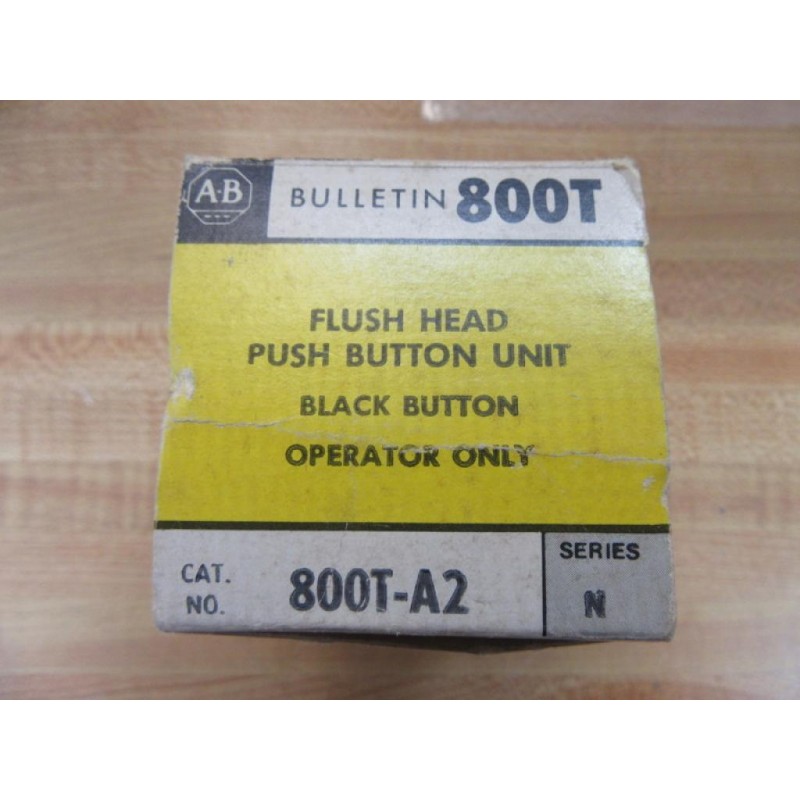 A-B
BULLETIN 800T
FLUSH HEAD
PUSH BUTTON UNIT
BLACK BUTTON
OPERATOR ONLY
CAT.
NO.
800T-A2
SERIES
N